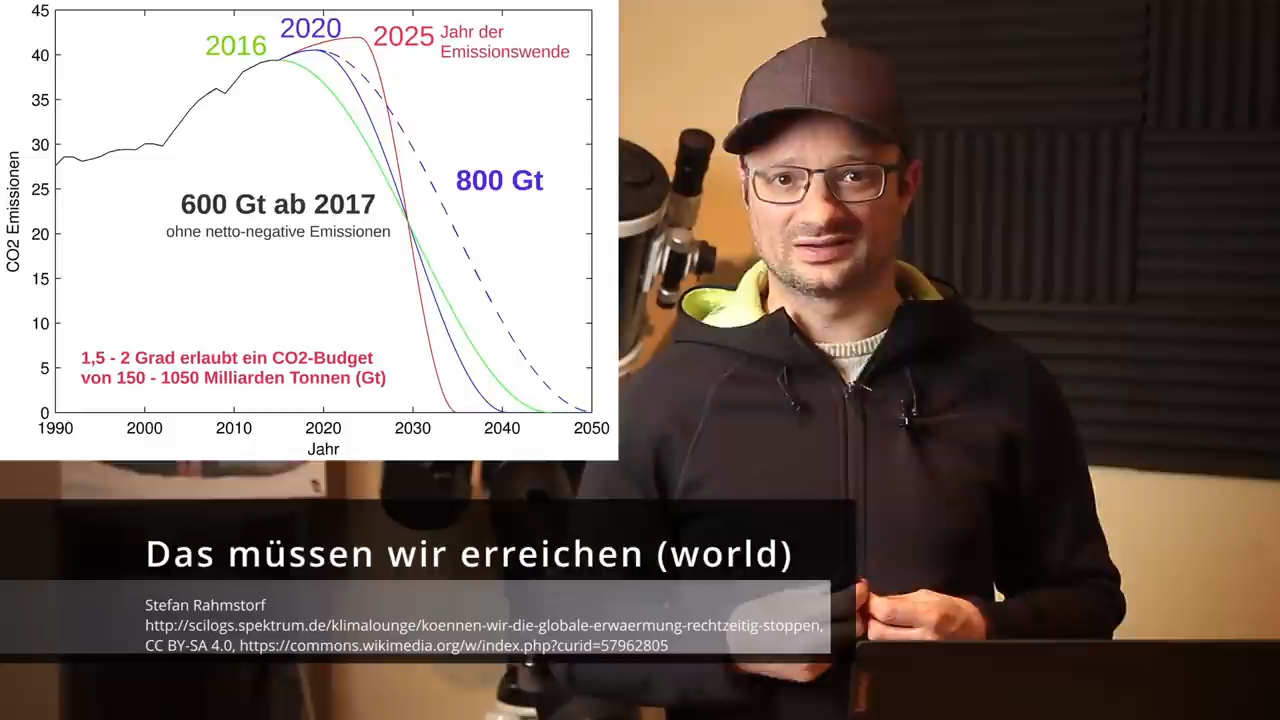 45
40
35
30
25
20
15
10
5
0
CO2 Emissionen
2016
2020
2025 Jahr der
Emissionswende
800 Gt
600 Gt ab 2017
ohne netto-negative Emissionen
1,5 - 2 Grad erlaubt ein CO2-Budget
von 150 - 1050 Milliarden Tonnen (Gt)
1990 2000 2010 2020 2030 2040 2050
Jahr
Das müssen wir erreichen (world)
Stefan Rahmstorf
http://scilogs.spektrum.de/klimalounge/koennen-wir-die-globale-erwaermung-rechtzeitig-stoppen,
CC BY-SA 4.0, https://commons.wikimedia.org/w/index.php?curid=57962805